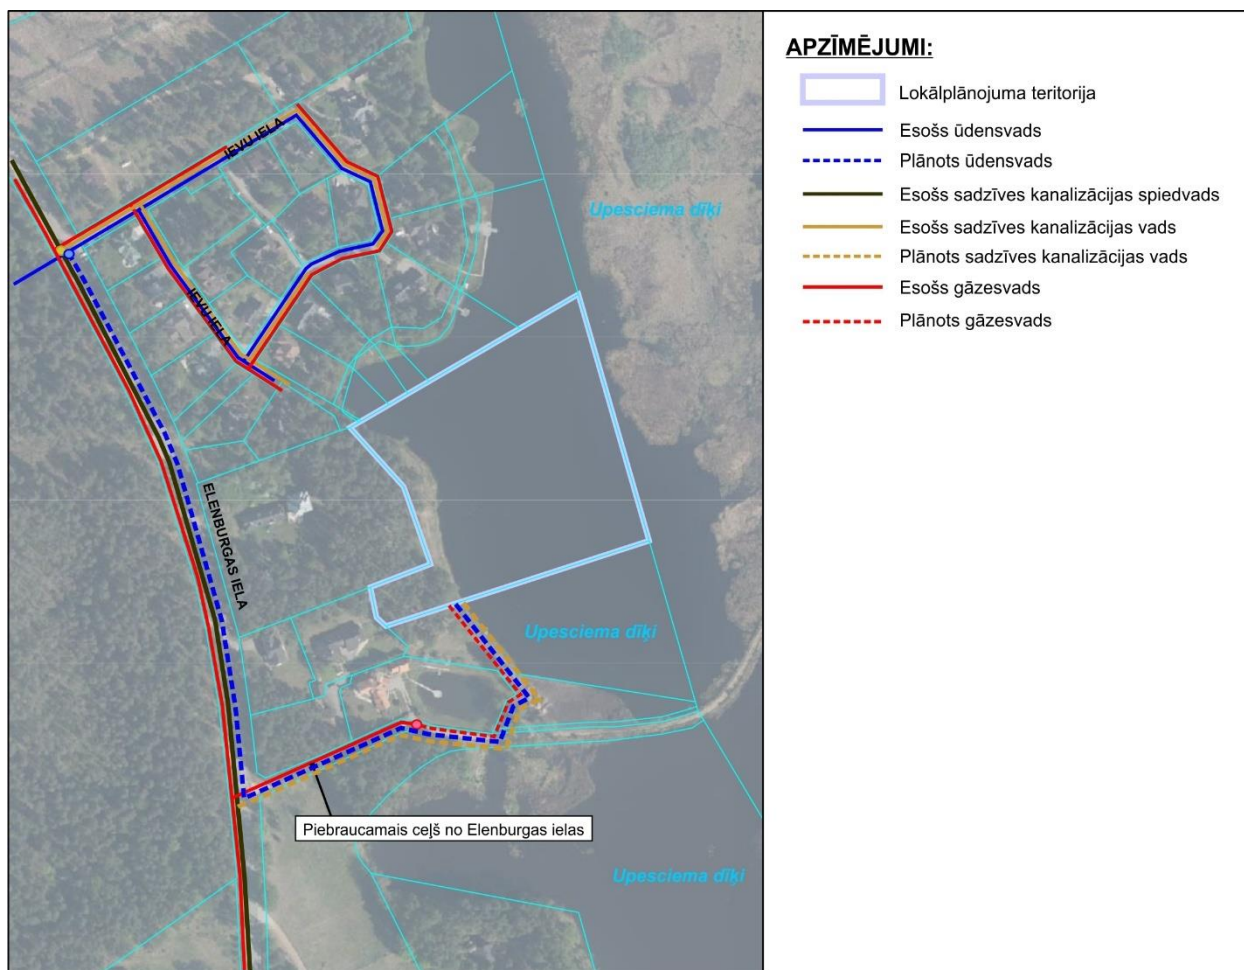 APZĪMĒJUMI:
Lokālplānojuma teritorija
Esošs ūdensvads
Plānots ūdensvads
Esošs sadzīves kanalizācijas spiedvads
Esošs sadzīves kanalizācijas vads
Plānots sadzīves kanalizācijas vads
Esošs gāzesvads
Plānots gāzesvads
IEVU IELA
Upesciema dīķi
IEVU IELA
ELENBURGAS IELA
Upesciema dīķi
Piebraucamais ceļš no Elenburgas ielas
Upesciema dīķi